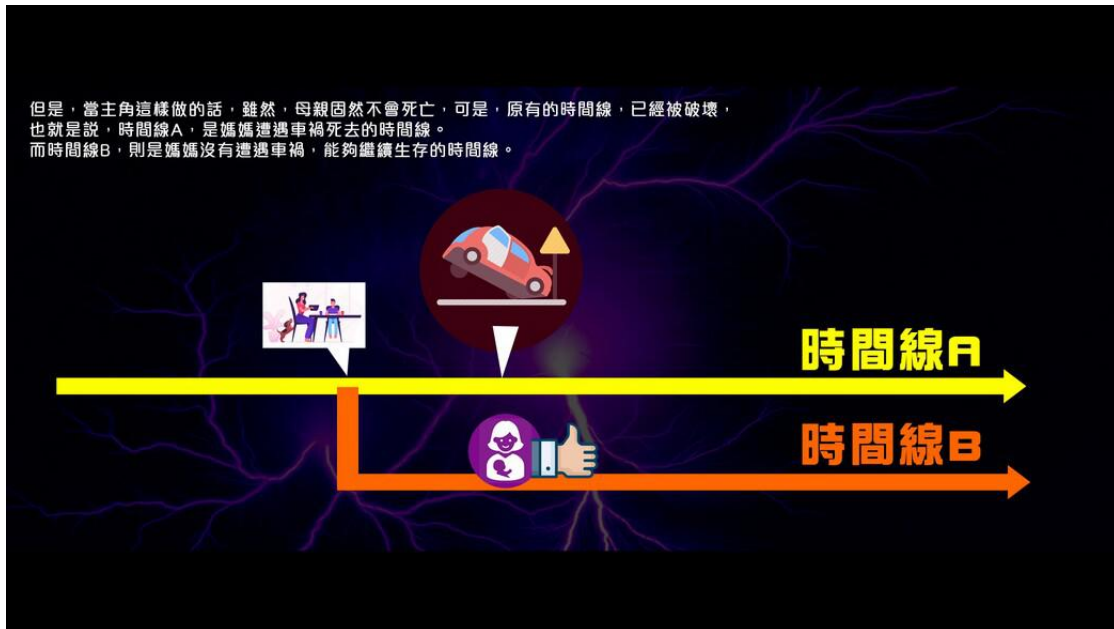 但是，當主角這樣做的話，雖然，母親固然不會死亡，可是，原有的時間線，已經被破壞，
也就是說，時間線A，是媽媽遭遇車禍死去的時間線。
而時間線B，則是媽媽沒有遭遇車禍，能夠繼續生存的時間線。
時間線A
時間線B